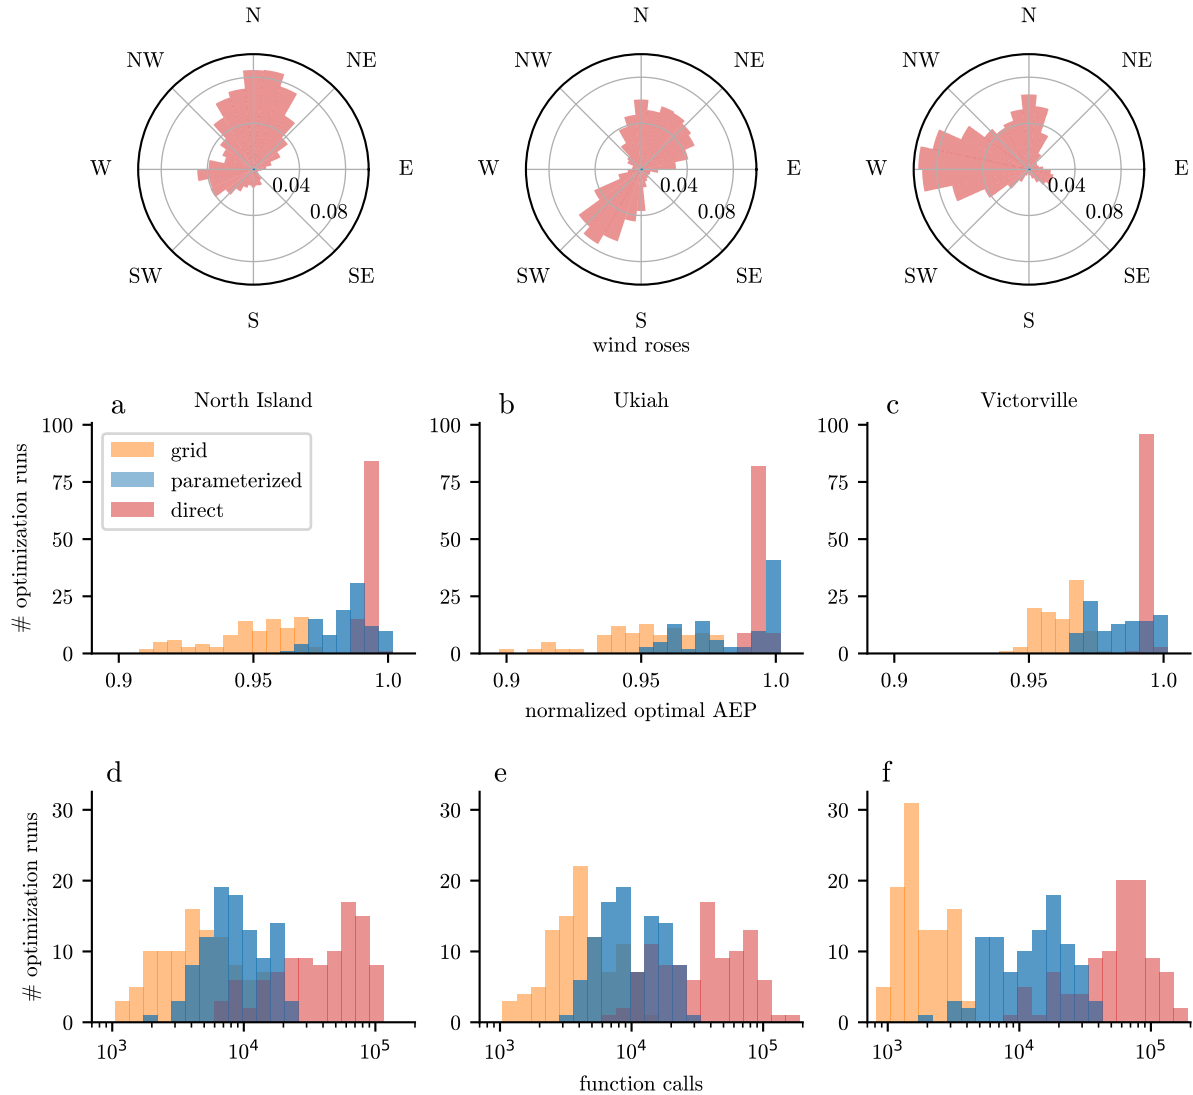 N N N
NW NE NW NE NW NE
W E W E W E
0.04 0.04 0.04
0.08 0.08 0.08
SW SE SW SE SW SE
S S S
wind roses
a North Island b Ukiah c Victorville
100 100 100
grid
75 75 75
parameterized
direct
50 50 50
25 25 25
0 0 0
# optimization runs
0.9 0.95 1.0 0.9 0.95 1.0 0.9 0.95 1.0
normalized optimal AEP
d e f
30 30 30
20 20 20
10 10 10
0 0 0
# optimization runs
10³ 10⁴ 10⁵ 10³ 10⁴ 10⁵ 10³ 10⁴ 10⁵
function calls